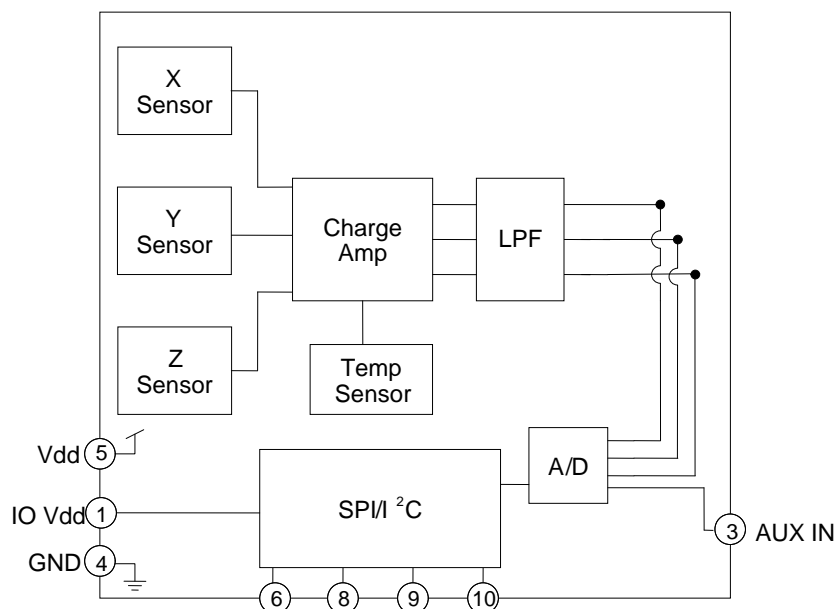 X
Sensor
Y
Sensor
Charge
Amp
LPF
Z
Sensor
Temp
Sensor
Vdd
5
A/D
IO Vdd
1
SPI/I ²C
3
AUX IN
GND
4
6
8
9
10